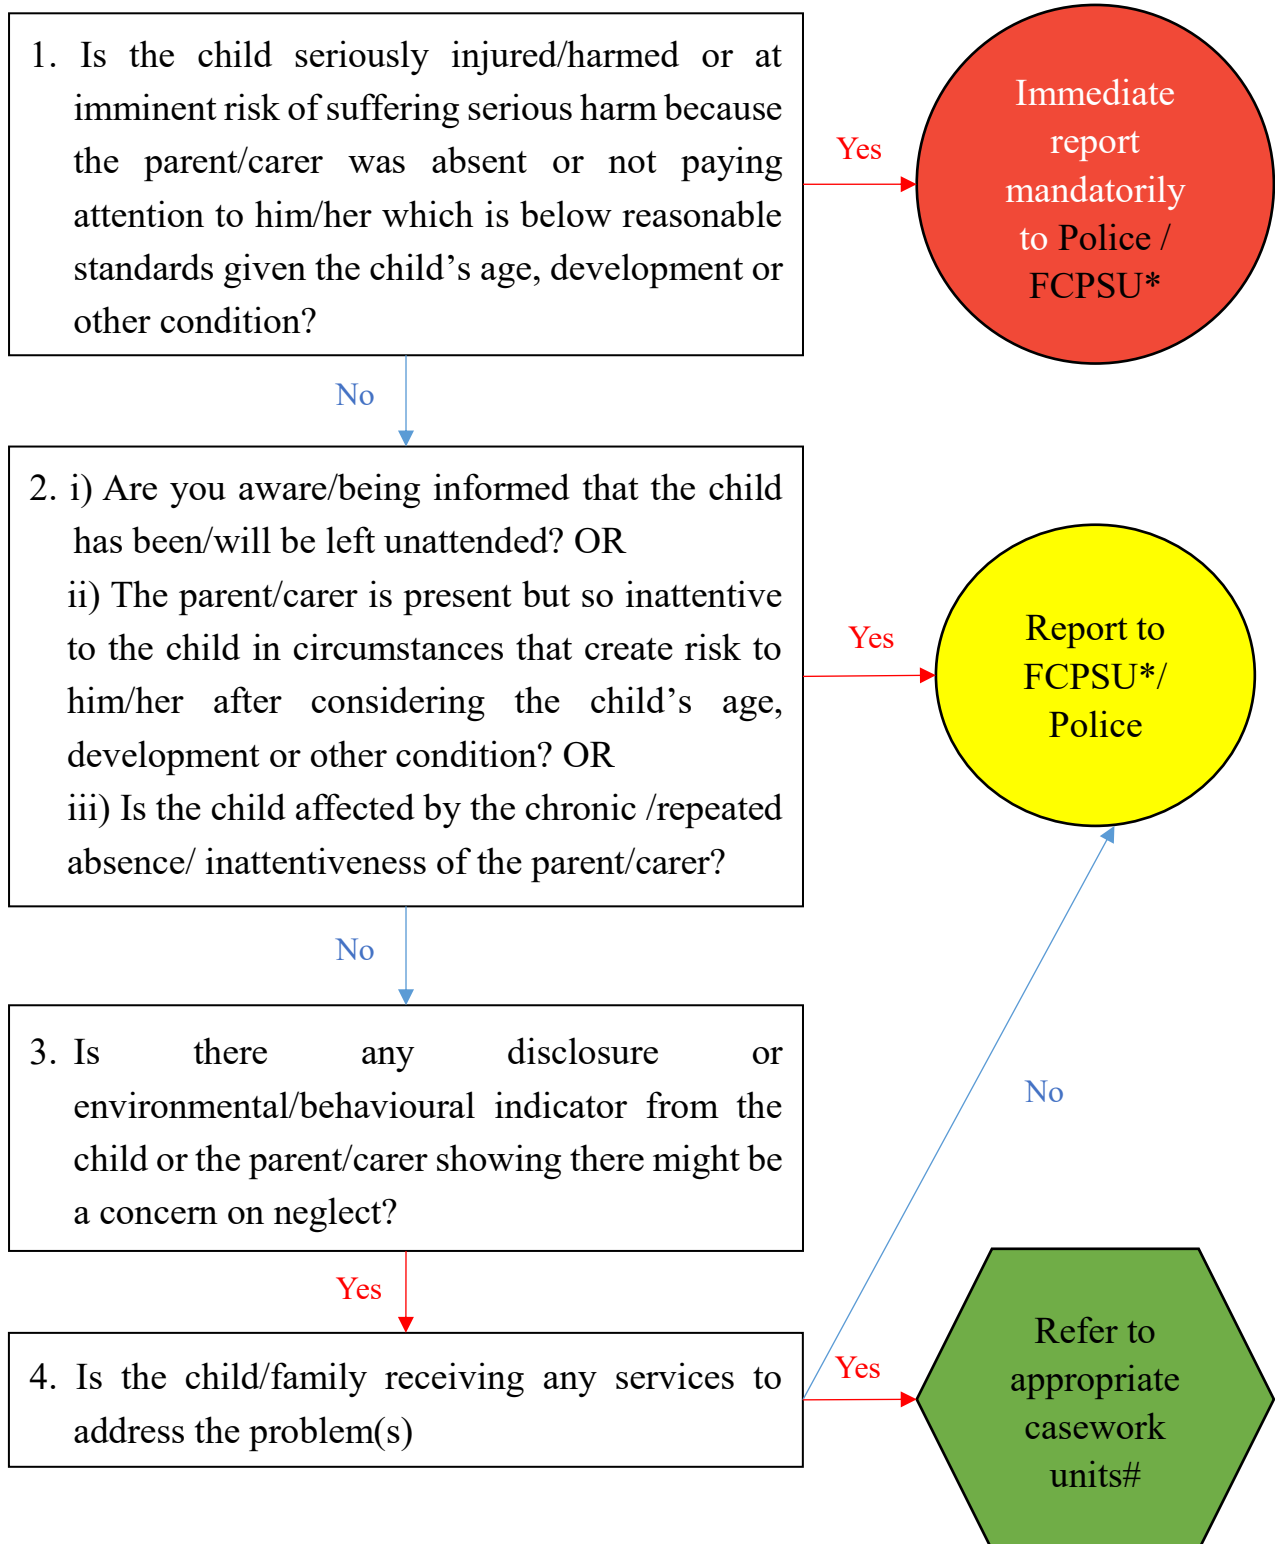 1. Is the child seriously injured/harmed or at
imminent risk of suffering serious harm because
the parent/carer was absent or not paying
attention to him/her which is below reasonable
standards given the child’s age, development or
other condition?
Yes
Immediate
report
mandatorily
to Police /
FCPSU*
No
2. i) Are you aware/being informed that the child
has been/will be left unattended? OR
ii) The parent/carer is present but so inattentive
to the child in circumstances that create risk to
him/her after considering the child’s age,
development or other condition? OR
iii) Is the child affected by the chronic /repeated
absence/ inattentiveness of the parent/carer?
Yes
Report to
FCPSU*/
Police
No
3. Is there any disclosure or
environmental/behavioural indicator from the
child or the parent/carer showing there might be
a concern on neglect?
No
Yes
4. Is the child/family receiving any services to
address the problem(s)
Yes
Refer to
appropriate
casework
units#